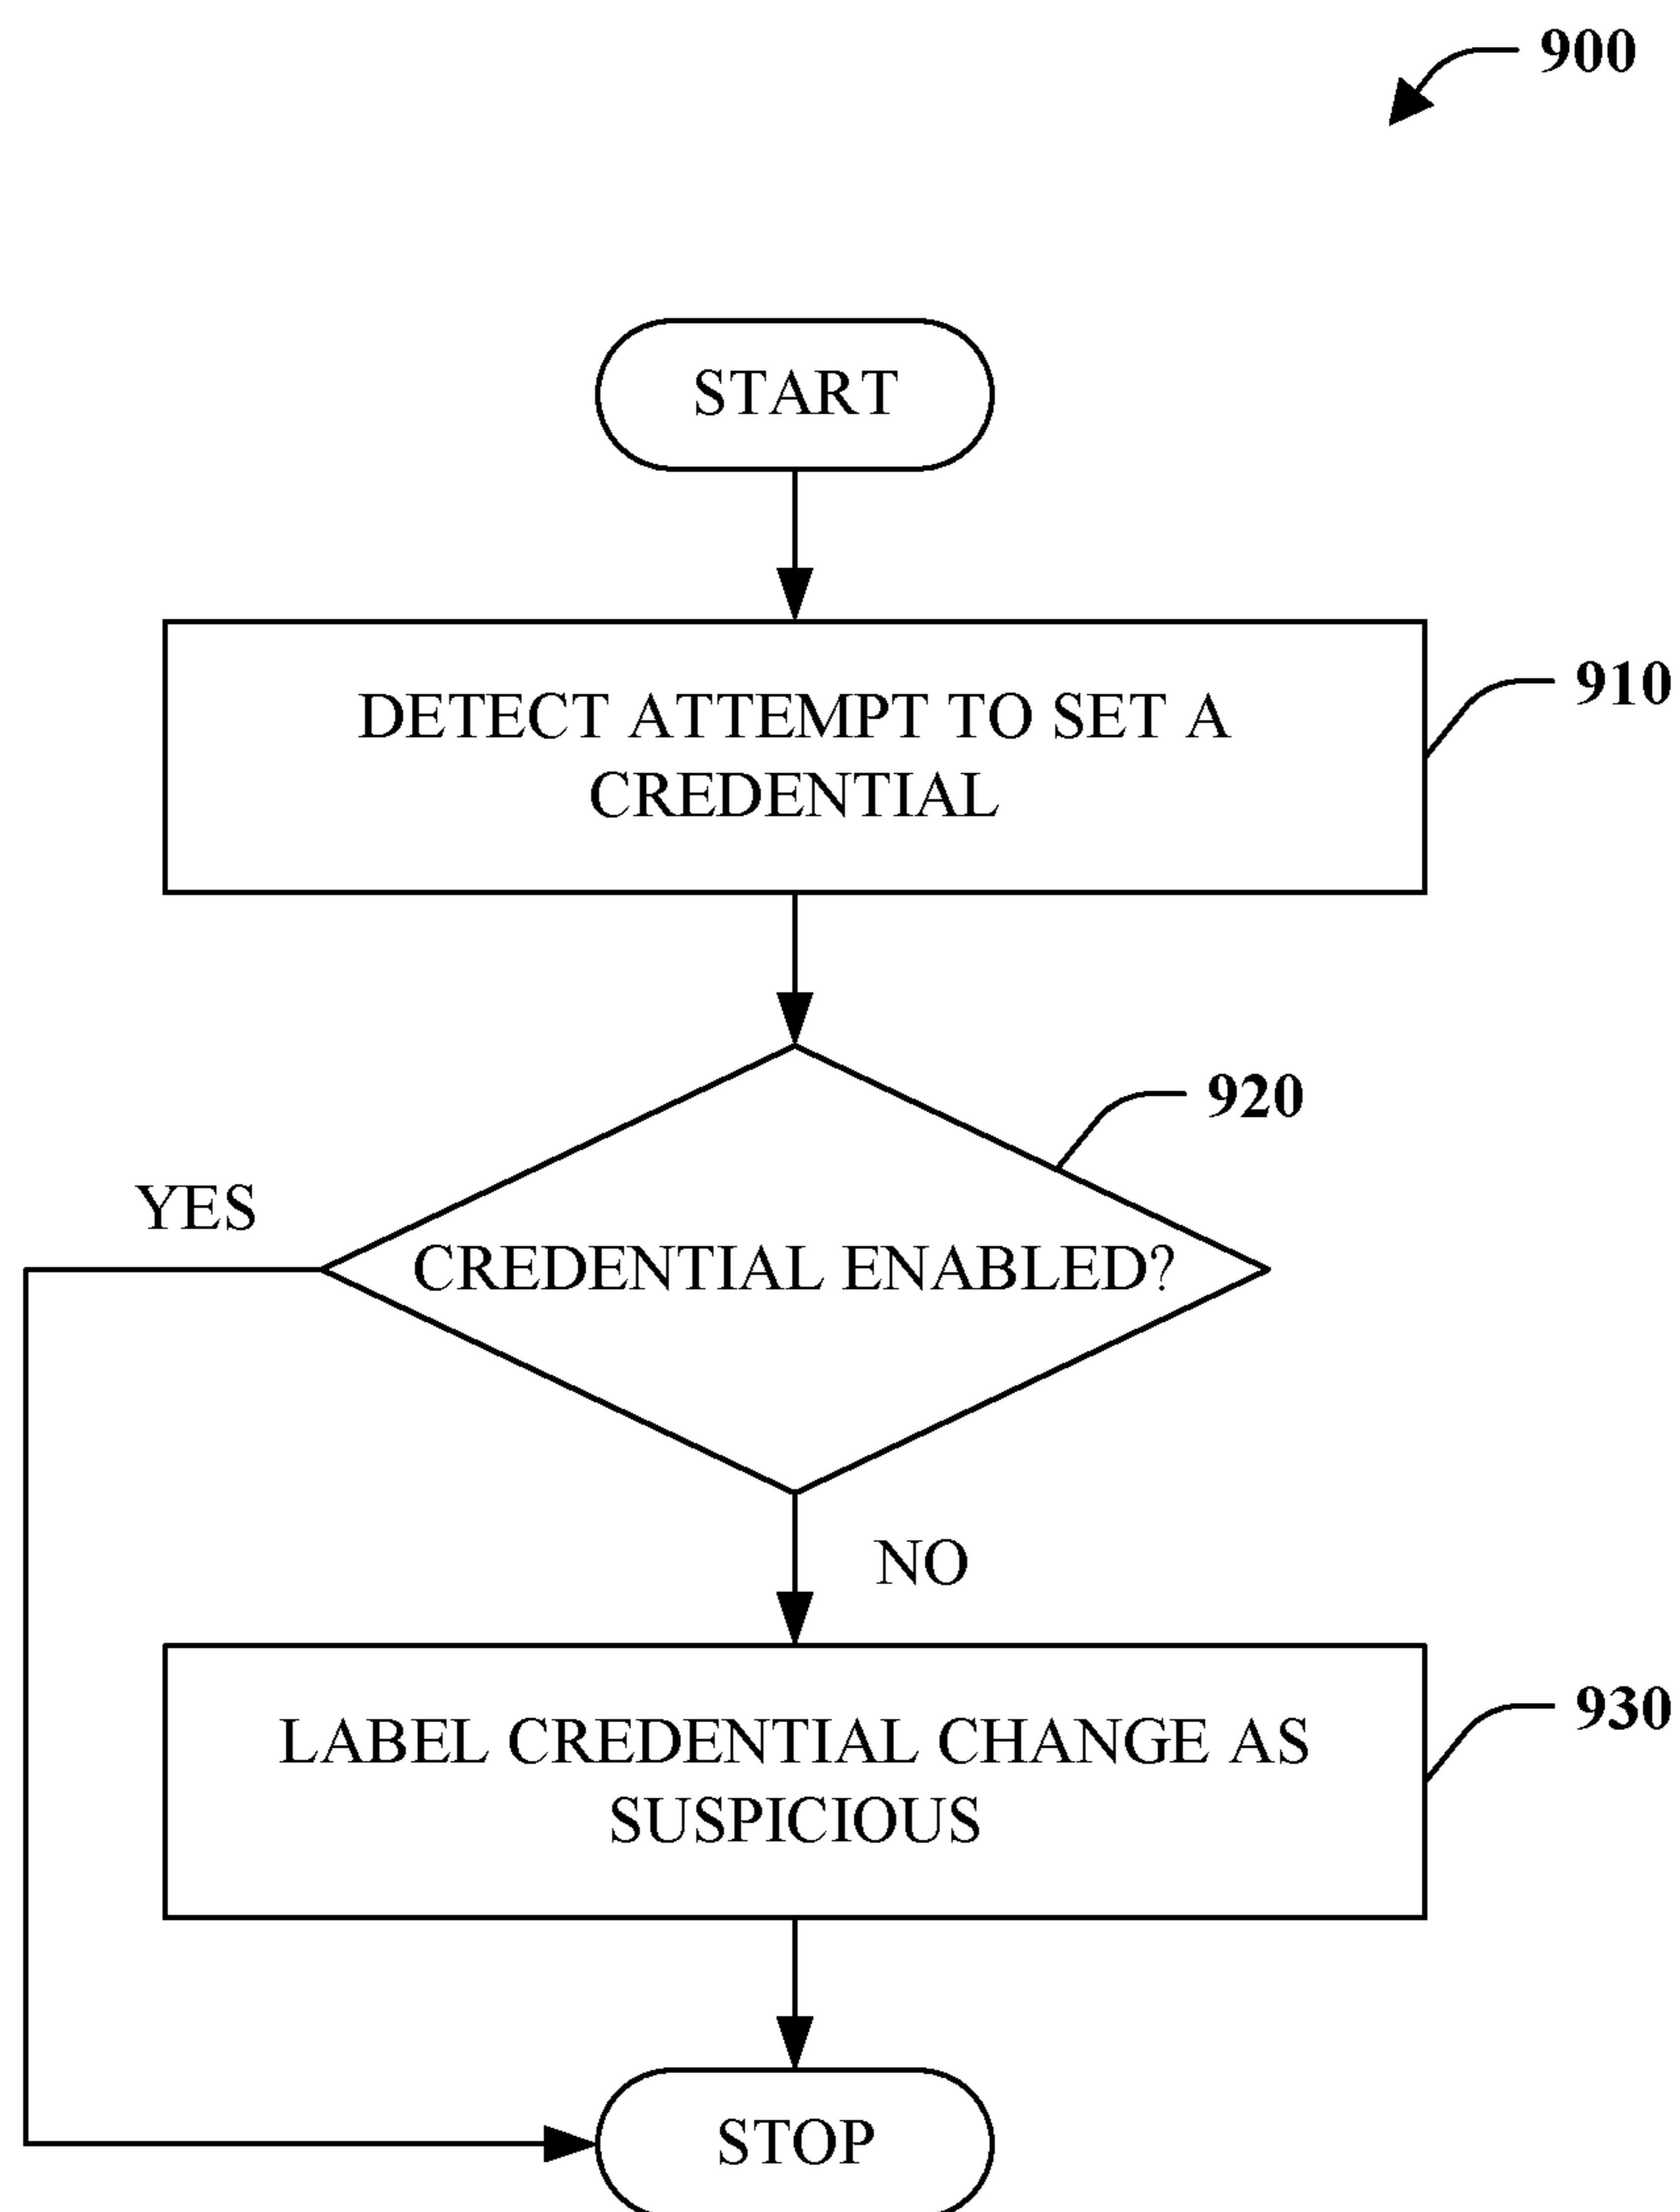 900
START
DETECT ATTEMPT TO SET A
CREDENTIAL
910
920
YES
CREDENTIAL ENABLED?
NO
LABEL CREDENTIAL CHANGE AS
SUSPICIOUS
930
STOP